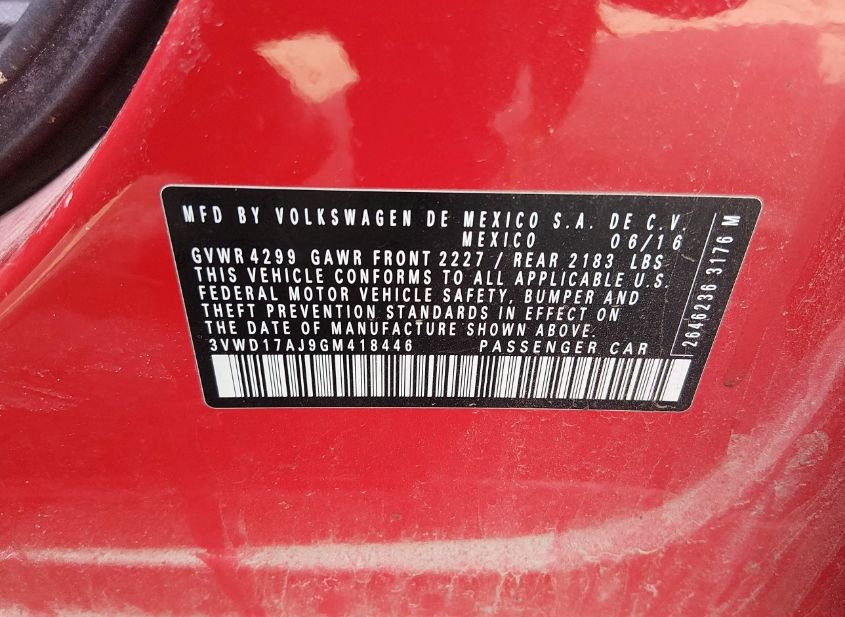 MFD BY VOLKSWAGEN DE MEXICO S.A. DE C.V.
MEXICO 06/16
GVWR 4299 GAWR FRONT 2227 / REAR 2183 LBS
THIS VEHICLE CONFORMS TO ALL APPLICABLE U.S.
FEDERAL MOTOR VEHICLE SAFETY, BUMPER AND
THEFT PREVENTION STANDARDS IN EFFECT ON
THE DATE OF MANUFACTURE SHOWN ABOVE.
3VWD17AJ9GM418446 PASSENGER CAR
2646236 3176 M